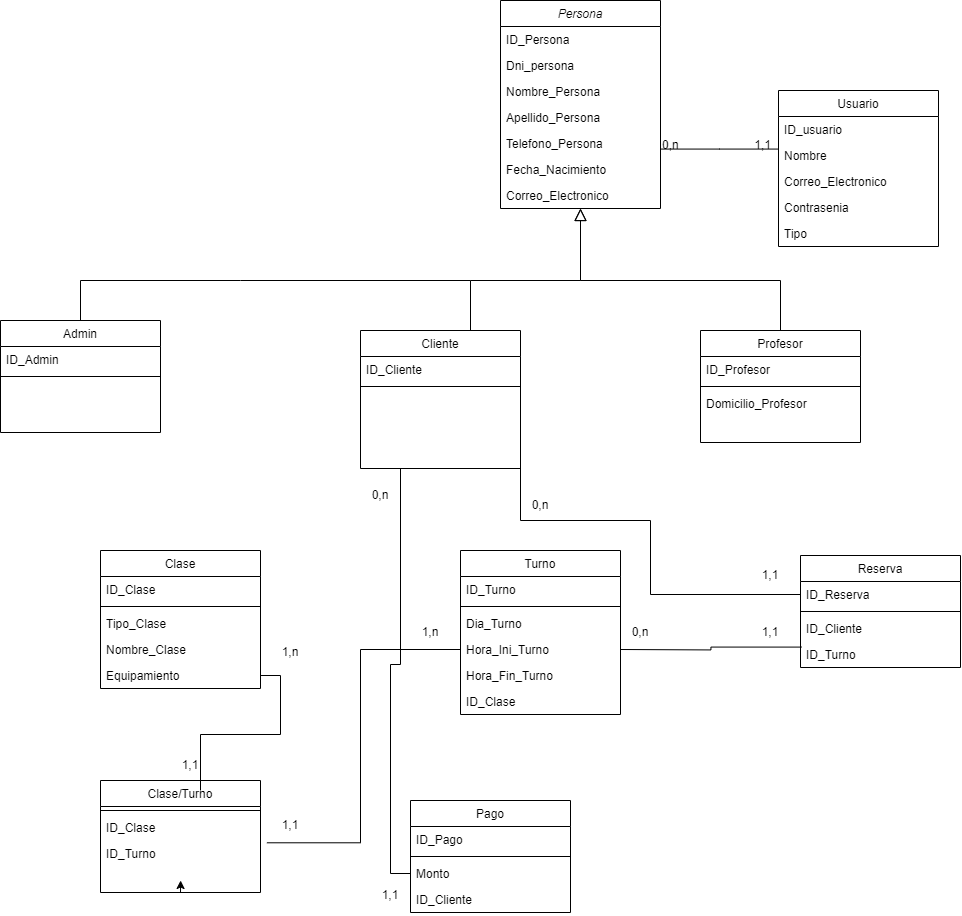 Persona
ID_Persona
Dni_persona
Nombre_Persona
Apellido_Persona
Telefono_Persona
Fecha_Nacimiento
Correo_Electronico
0,n
1,1
Usuario
ID_usuario
Nombre
Correo_Electronico
Contrasenia
Tipo
Admin
ID_Admin
Cliente
ID_Cliente
Profesor
ID_Profesor
Domicilio_Profesor
0,n
0,n
Clase
ID_Clase
Tipo_Clase
Nombre_Clase
Equipamiento
1,n
Turno
ID_Turno
Dia_Turno
Hora_Ini_Turno
Hora_Fin_Turno
ID_Clase
1,n
0,n
1,1
1,1
Reserva
ID_Reserva
ID_Cliente
ID_Turno
1,1
Clase/Turno
ID_Clase
ID_Turno
1,1
Pago
ID_Pago
Monto
ID_Cliente
1,1